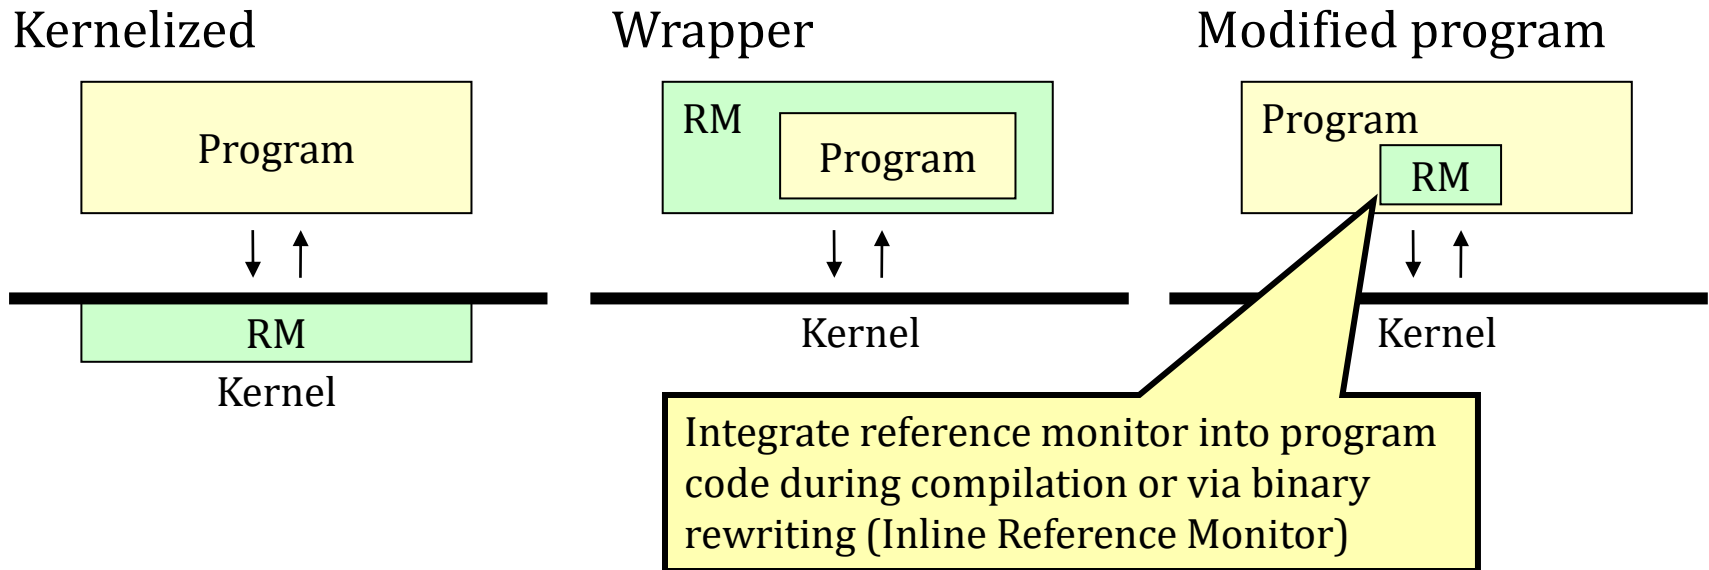 Kernelized
Program
RM
Kernel
Wrapper
RM
Program
Kernel
Modified program
Program
RM
Kernel
Integrate reference monitor into program
code during compilation or via binary
rewriting (Inline Reference Monitor)